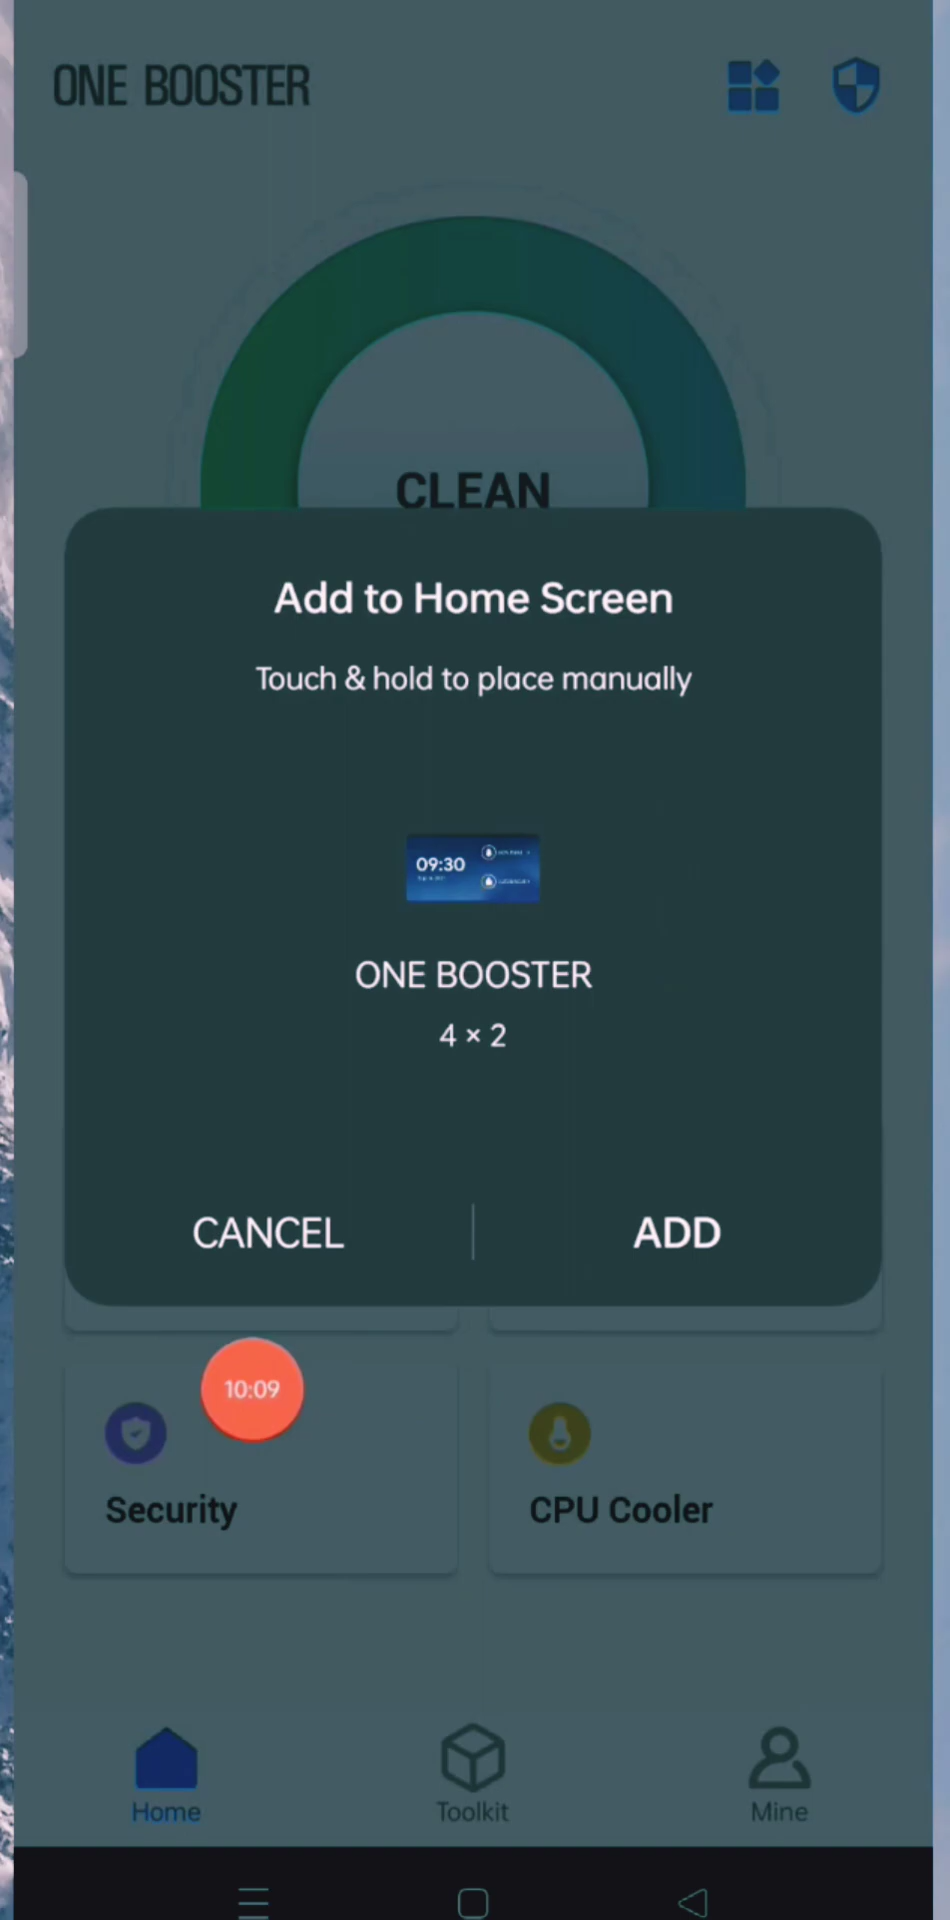 ONE BOOSTER
CLEAN
Add to Home Screen
Touch & hold to place manually
09:30
ONE BOOSTER
4 × 2
CANCEL
ADD
10:09
Security
CPU Cooler
Home
Toolkit
Mine